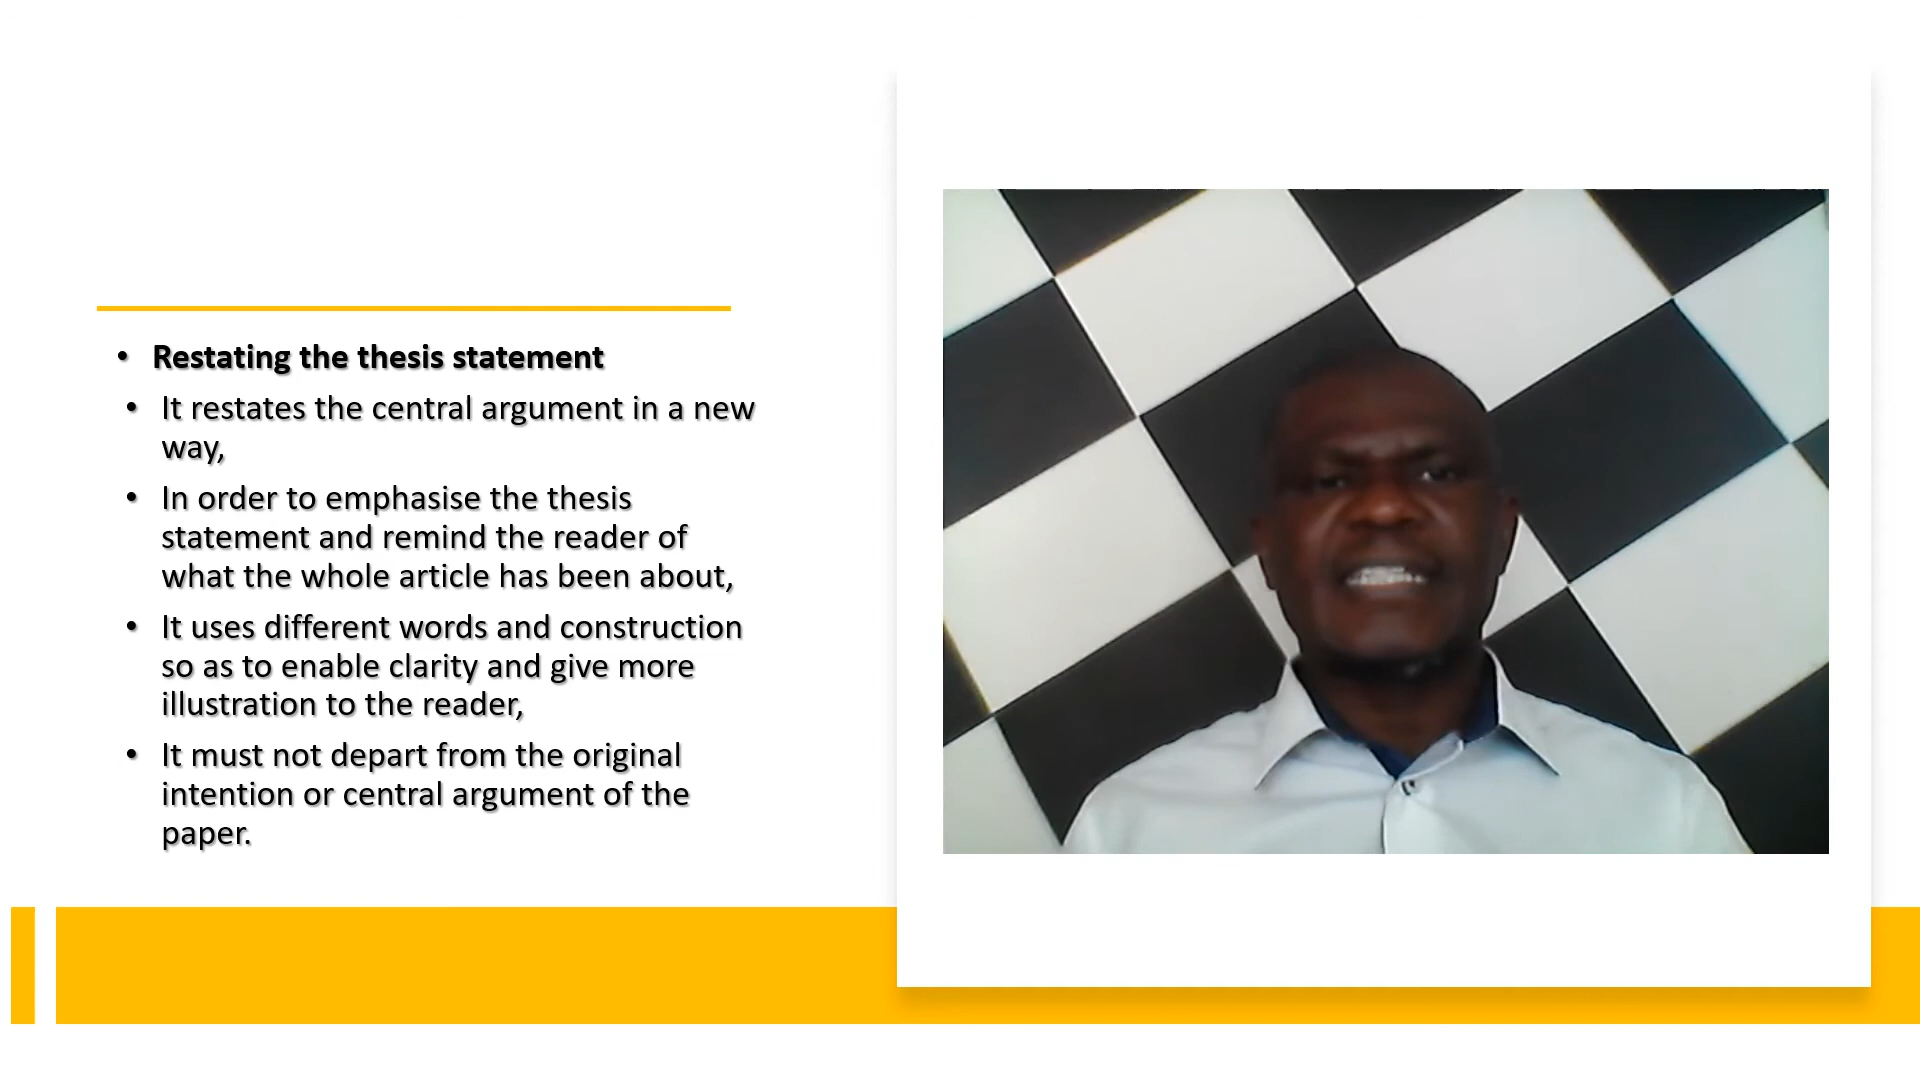 • Restating the thesis statement
• It restates the central argument in a new
way,
• In order to emphasise the thesis
statement and remind the reader of
what the whole article has been about,
• It uses different words and construction
so as to enable clarity and give more
illustration to the reader,
• It must not depart from the original
intention or central argument of the
paper.